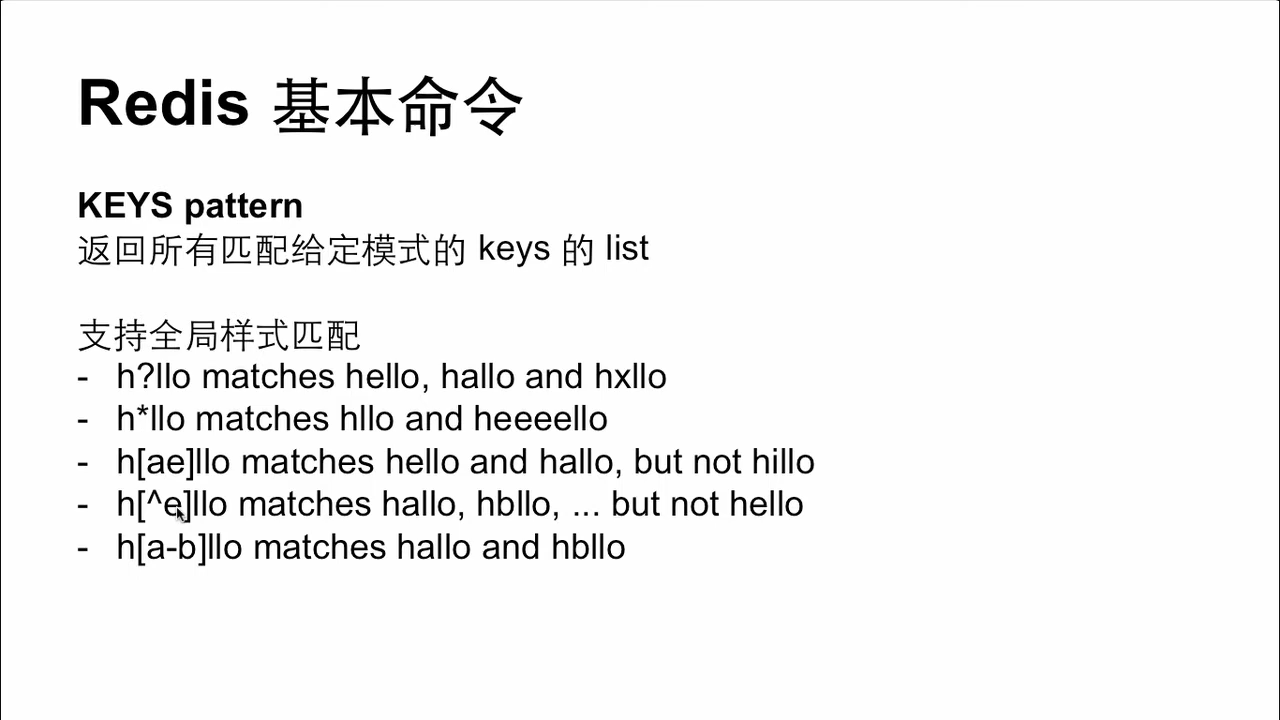 Redis 基本命令
KEYS pattern
返回所有匹配给定模式的 keys 的 list
支持全局样式匹配
- h?llo matches hello, hallo and hxllo
- h*llo matches hllo and heeeello
- h[ae]llo matches hello and hallo, but not hillo
- h[^e]llo matches hallo, hbllo, ... but not hello
- h[a-b]llo matches hallo and hbllo